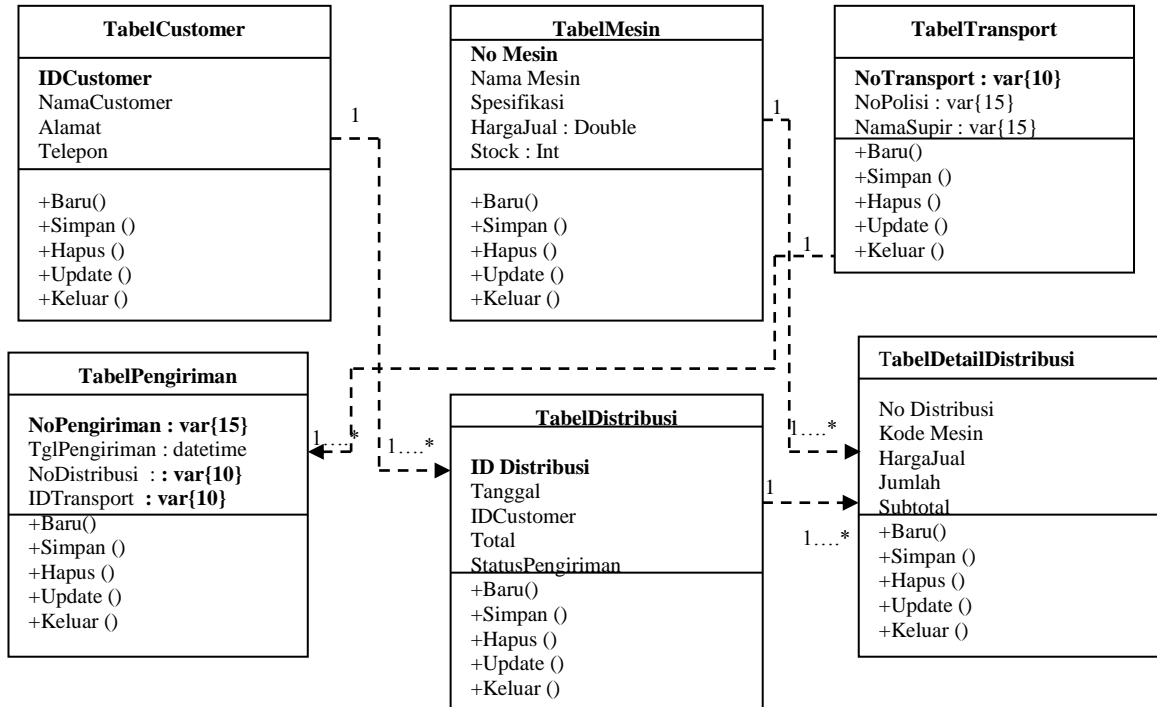 TabelCustomer
IDCustomer
NamaCustomer
Alamat
Telepon
+Baru()
+Simpan ()
+Hapus ()
+Update ()
+Keluar ()
1
TabelMesin
No Mesin
Nama Mesin
Spesifikasi
HargaJual : Double
Stock : Int
+Baru()
+Simpan ()
+Hapus ()
+Update ()
+Keluar ()
1
TabelTransport
NoTransport : var{10}
NoPolisi : var{15}
NamaSupir : var{15}
+Baru()
+Simpan ()
+Hapus ()
+Update ()
+Keluar ()
1
TabelPengiriman
NoPengiriman : var{15}
TglPengiriman : datetime
NoDistribusi : : var{10}
IDTransport : var{10}
+Baru()
+Simpan ()
+Hapus ()
+Update ()
+Keluar ()
1….*
1….*
TabelDistribusi
ID Distribusi
Tanggal
IDCustomer
Total
StatusPengiriman
+Baru()
+Simpan ()
+Hapus ()
+Update ()
+Keluar ()
1
1….*
1….*
TabelDetailDistribusi
No Distribusi
Kode Mesin
HargaJual
Jumlah
Subtotal
+Baru()
+Simpan ()
+Hapus ()
+Update ()
+Keluar ()